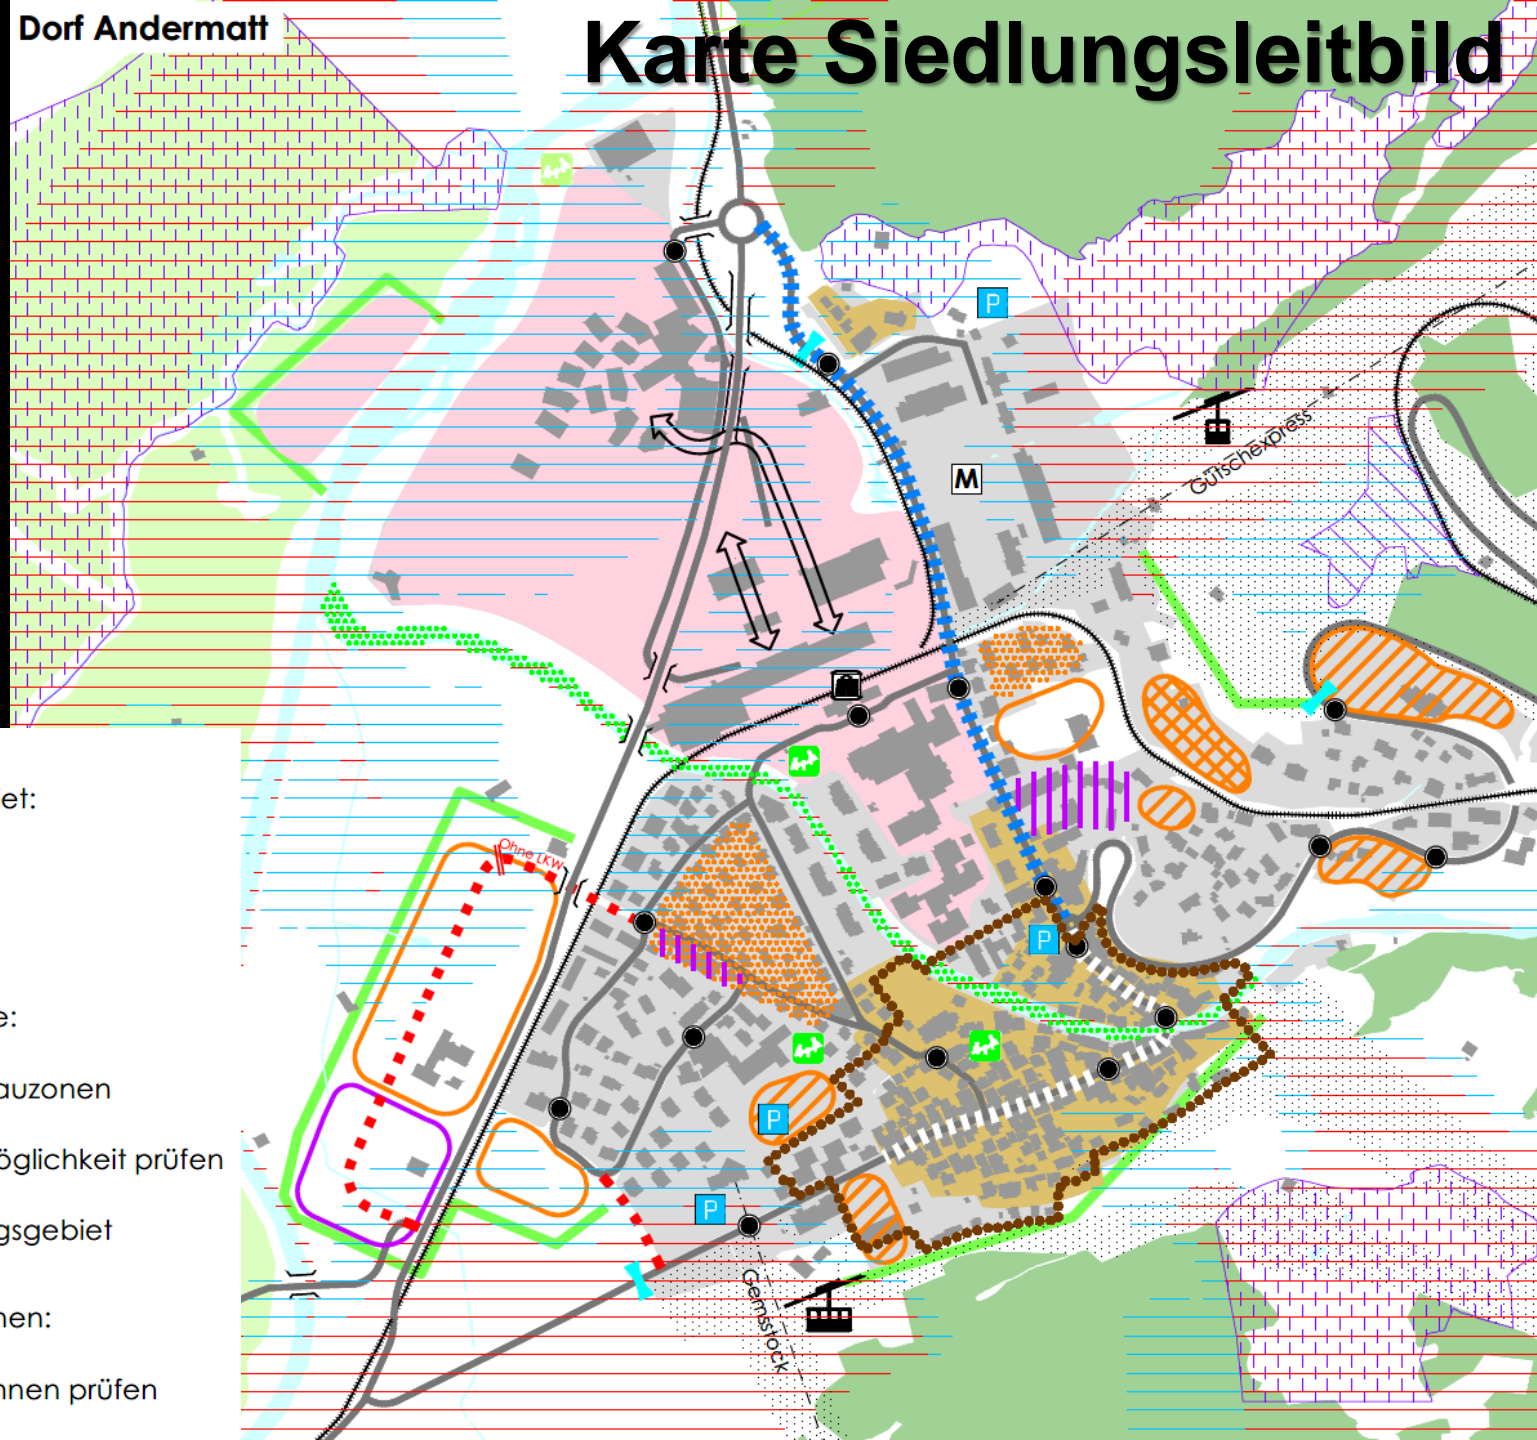 Dorf Andermatt
Karte Siedlungsleitbild
P
M
Gütschexpress
et:
Ohne LKW
P
e:
auzonen
P
öglichkeit prüfen
P
gsgebiet
Gemsstock
nen:
nnen prüfen